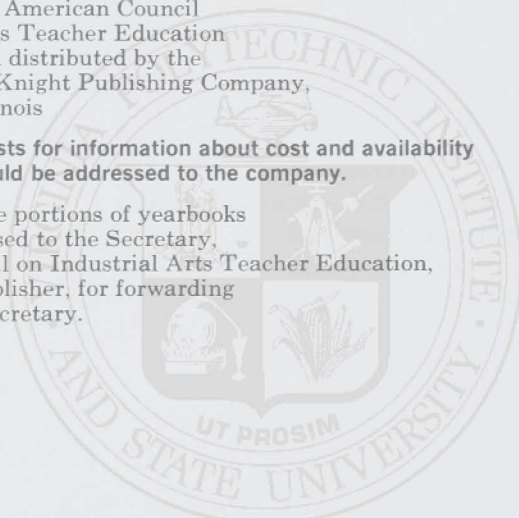 American Council
s Teacher Education
distributed by the
Knight Publishing Company,
nois
sts for information about cost and availability
uld be addressed to the company.
e portions of yearbooks
sed to the Secretary,
l on Industrial Arts Teacher Education,
blisher, for forwarding
cretary.
VIRGINIA POLYTECHNIC INSTITUTE
AND STATE UNIVERSITY
UT PROSIM